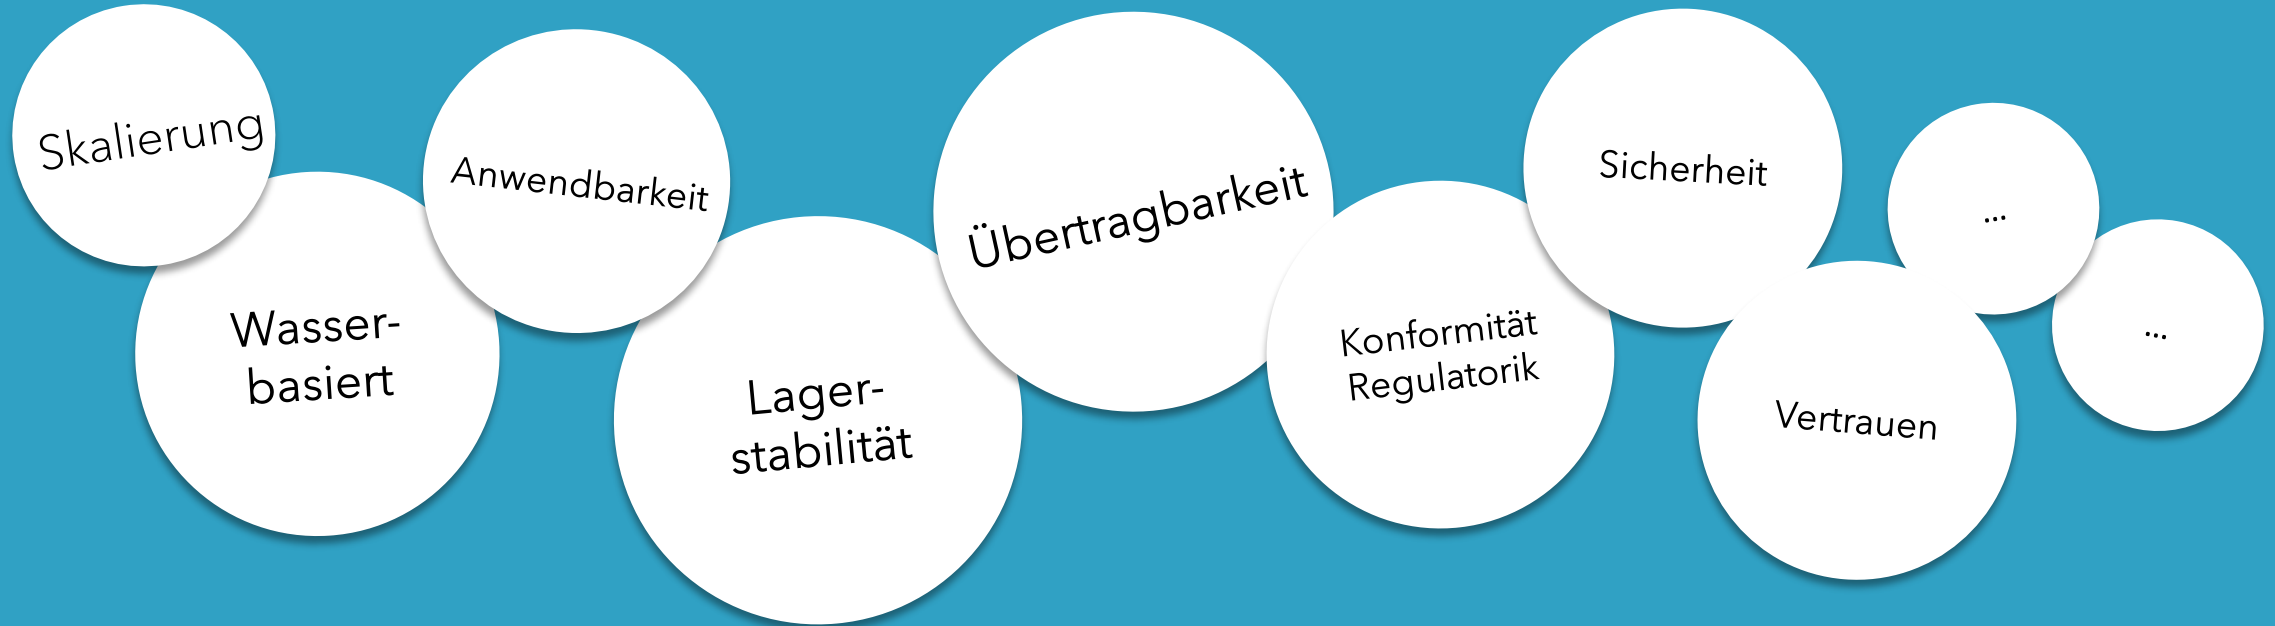 Skalierung
Wasser-
basiert
Anwendbarkeit
Lager-
stabilität
Übertragbarkeit
Konformität
Regulatorik
Sicherheit
Vertrauen
...
...